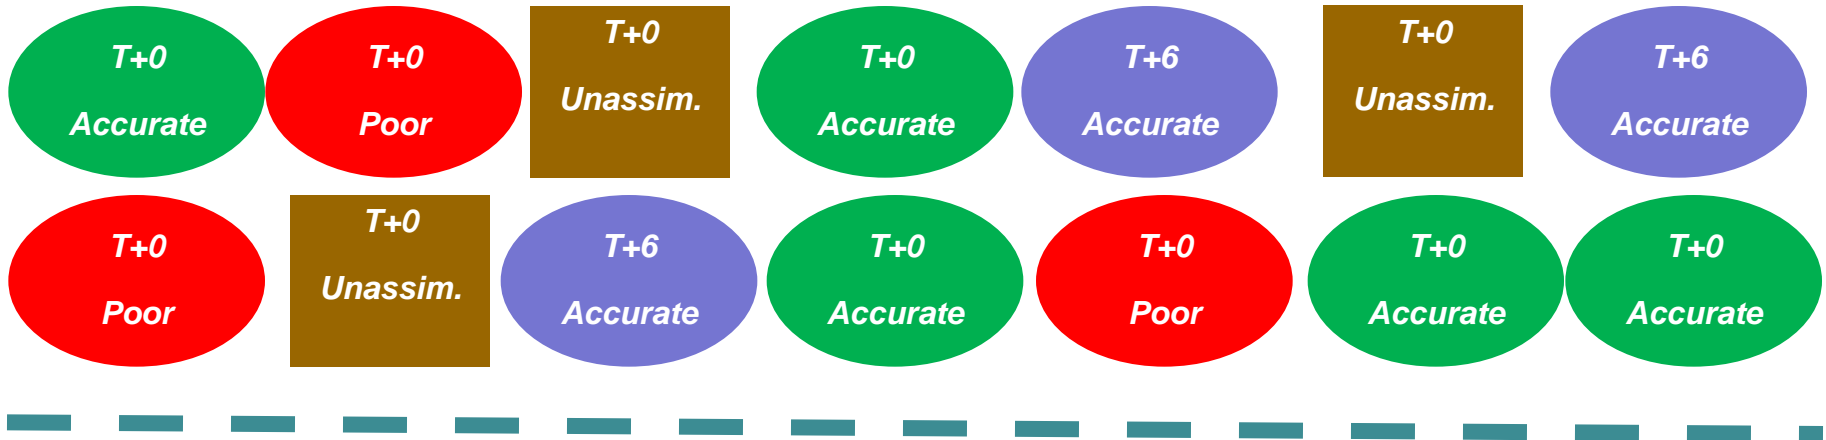 T+0
Accurate
T+0
Poor
T+0
Unassim.
T+0
Accurate
T+6
Accurate
T+0
Unassim.
T+6
Accurate
T+0
Poor
T+0
Unassim.
T+6
Accurate
T+0
Accurate
T+0
Poor
T+0
Accurate
T+0
Accurate